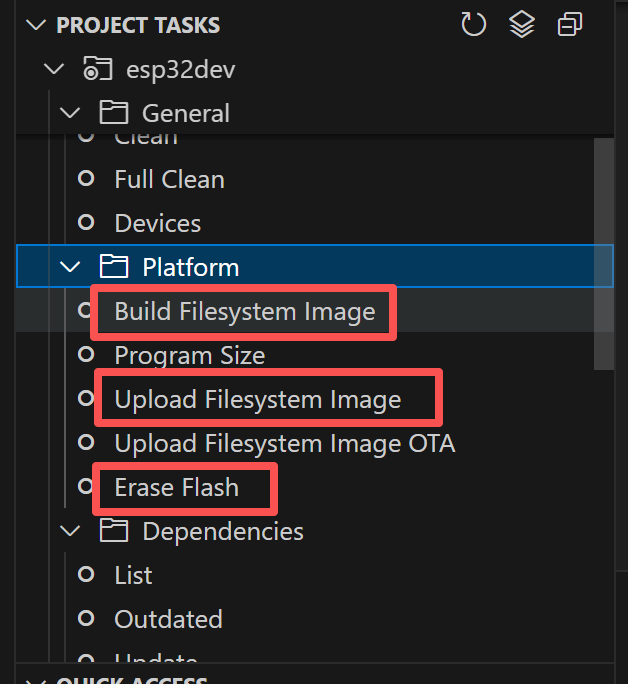 PROJECT TASKS
esp32dev
General
Clean
Full Clean
Devices
Platform
Build Filesystem Image
Program Size
Upload Filesystem Image
Upload Filesystem Image OTA
Erase Flash
Dependencies
List
Outdated
Update
QUICK ACCESS